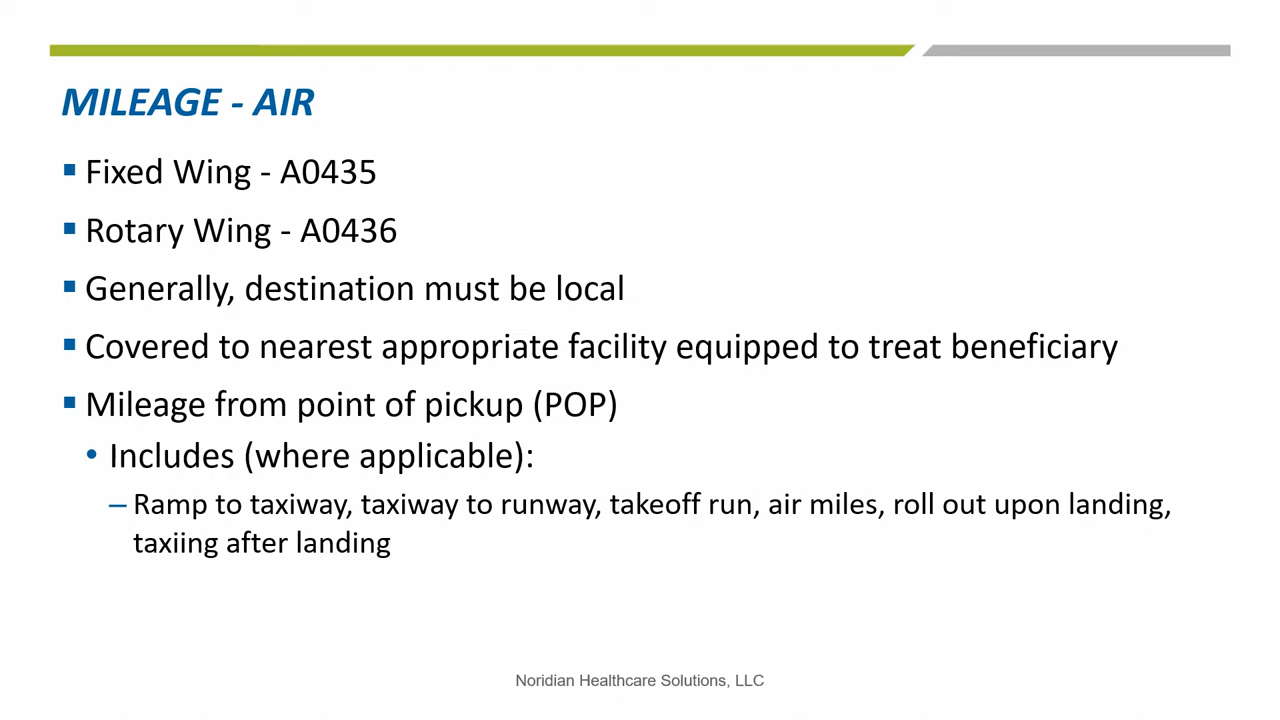 MILEAGE - AIR
▪ Fixed Wing - A0435
▪ Rotary Wing - A0436
▪ Generally, destination must be local
▪ Covered to nearest appropriate facility equipped to treat beneficiary
▪ Mileage from point of pickup (POP)
• Includes (where applicable):
– Ramp to taxiway, taxiway to runway, takeoff run, air miles, roll out upon landing,
taxiing after landing
Noridian Healthcare Solutions, LLC